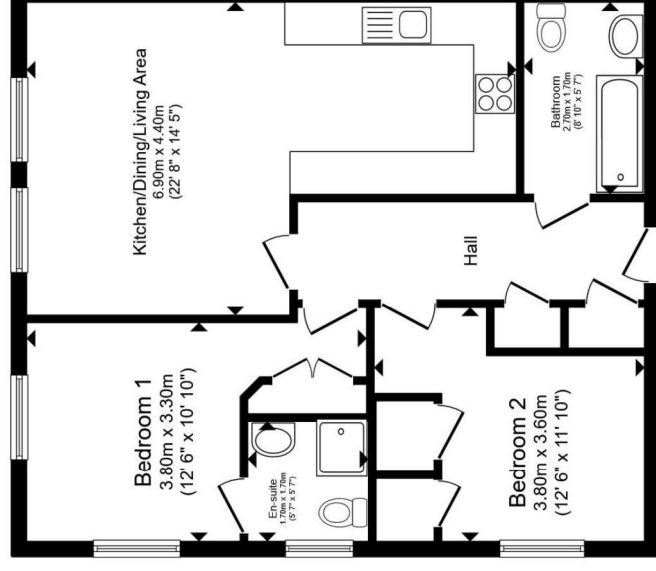 Kitchen/Dining/Living Area
6.90m x 4.40m
(22' 8" x 14' 5")
Bathroom
2.70m x 1.70m
(8' 10" x 5' 7")
Hall
Bedroom 1
3.80m x 3.30m
(12' 6" x 10' 10")
En-suite
1.70m x 1.70m
(5' 7" x 5' 7")
Bedroom 2
3.80m x 3.60m
(12' 6" x 11' 10")